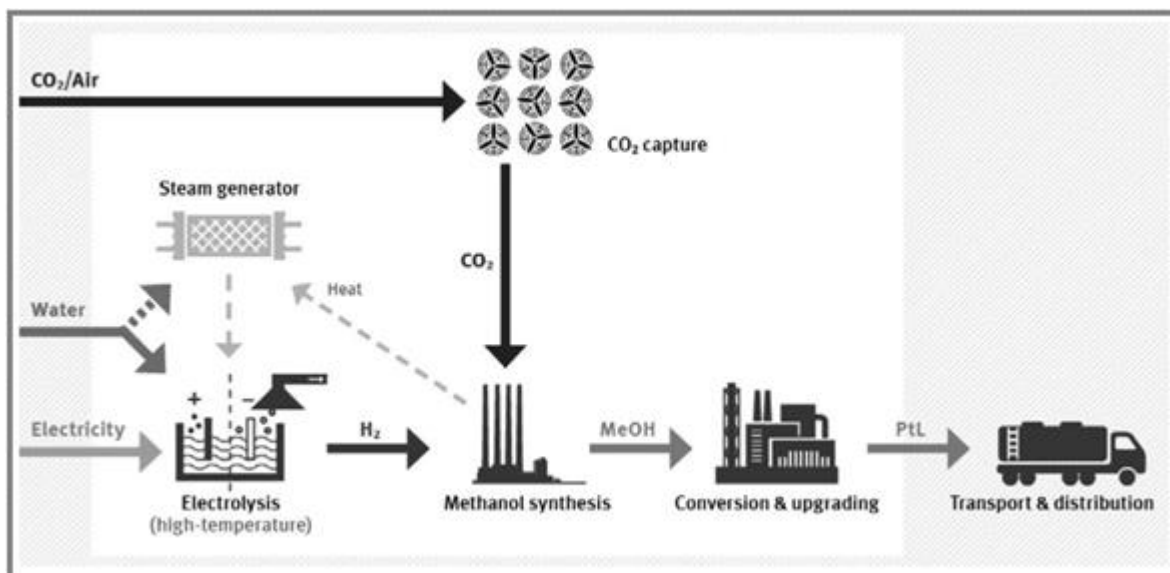 CO₂/Air
CO₂ capture
Steam generator
CO₂
Heat
Water
+ −
Electricity
H₂
MeOH
PtL
Electrolysis
(high-temperature)
Methanol synthesis
Conversion & upgrading
Transport & distribution